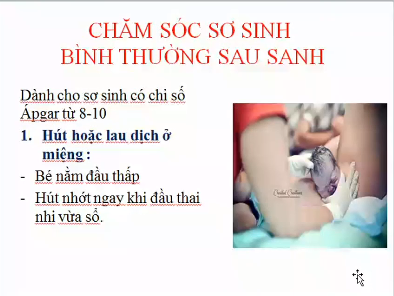 CHĂM SÓC SƠ SINH
BÌNH THƯỜNG SAU SANH
Dành cho sơ sinh có chỉ số
Ápgar từ 8-10
1. Hút hoặc lau dịch ở
miệng :
- Bé nằm đầu thấp
- Hút nhớt ngay khi đầu thai
nhi vừa sổ.